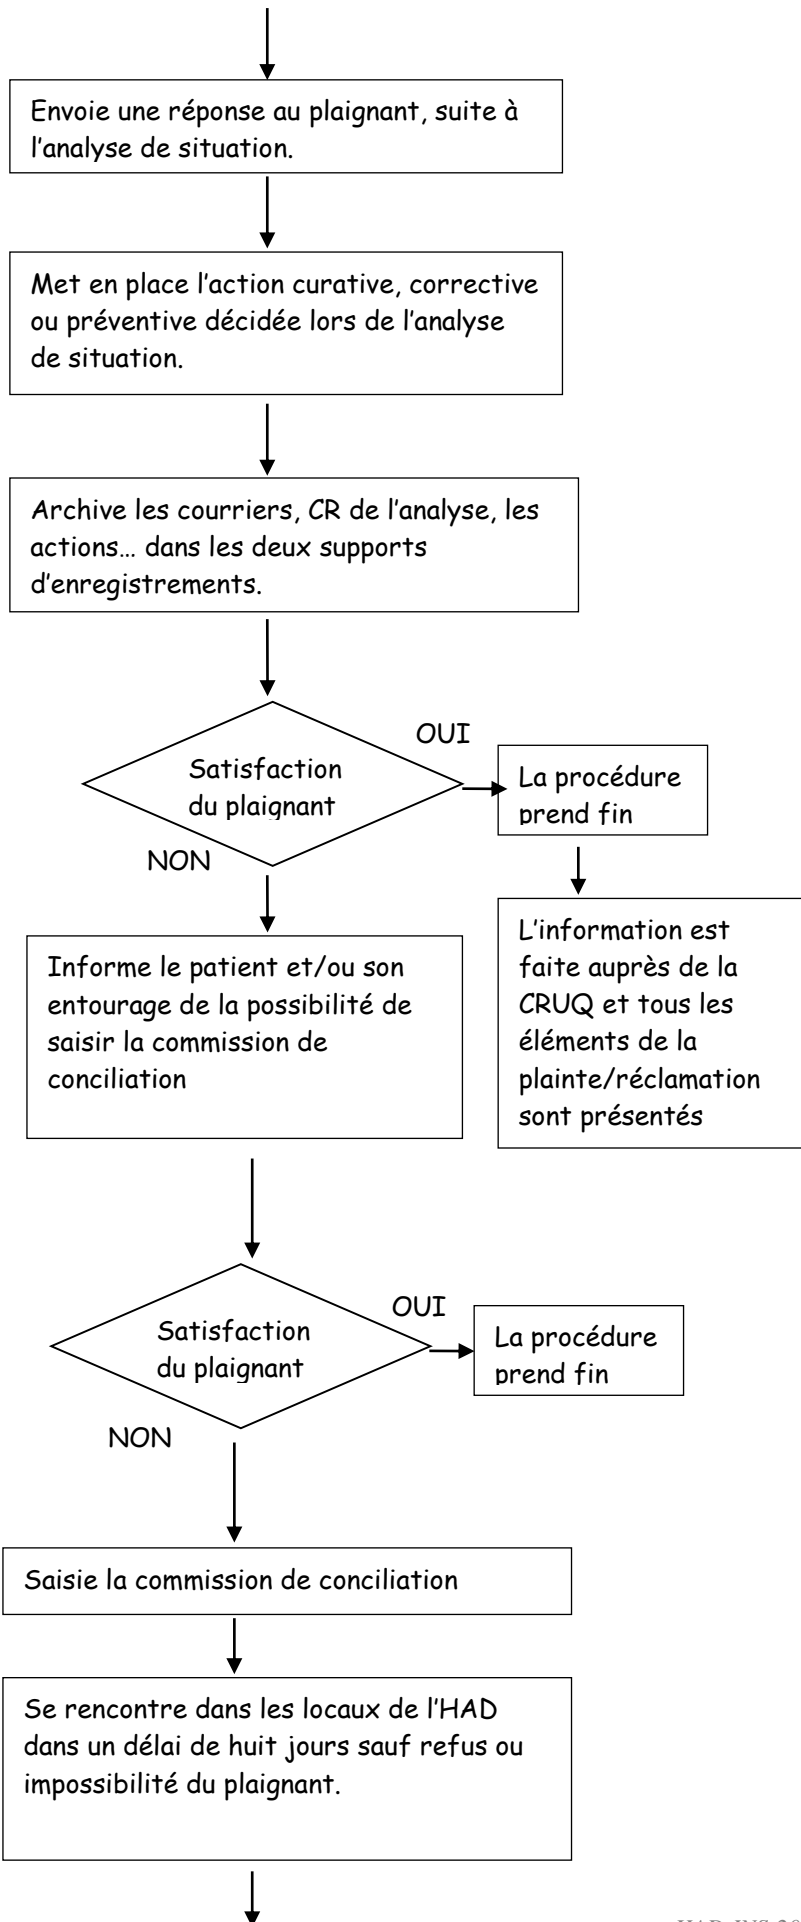 Envoie une réponse au plaignant, suite à
l'analyse de situation.
Met en place l'action curative, corrective
ou préventive décidée lors de l'analyse
de situation.
Archive les courriers, CR de l'analyse, les
actions… dans les deux supports
d'enregistrements.
OUI
Satisfaction
du plaignant
La procédure
prend fin
NON
Informe le patient et/ou son
entourage de la possibilité de
saisir la commission de
conciliation
L'information est
faite auprès de la
CRUQ et tous les
éléments de la
plainte/réclamation
sont présentés
OUI
Satisfaction
du plaignant
La procédure
prend fin
NON
Saisie la commission de conciliation
Se rencontre dans les locaux de l'HAD
dans un délai de huit jours sauf refus ou
impossibilité du plaignant.